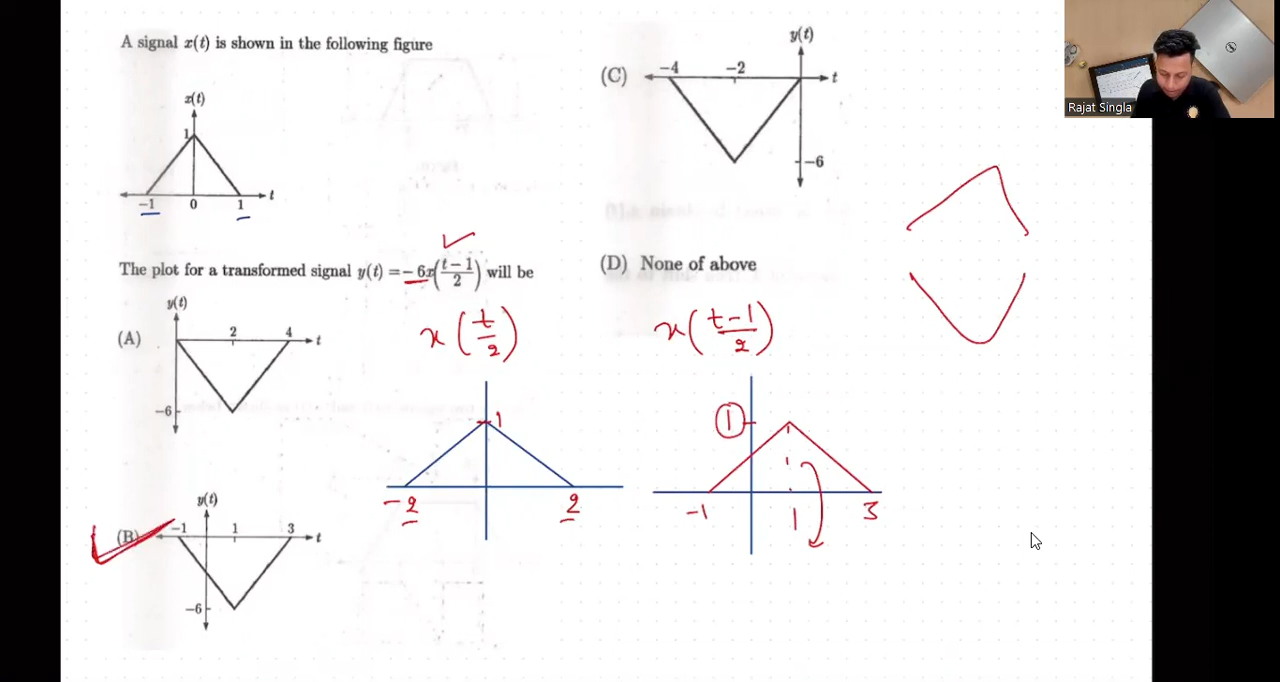 A signal x(t) is shown in the following figure
x(t)
1
-1 0 1 t
The plot for a transformed signal y(t) = -6x((t-1)/2) will be
(A)
y(t)
2 4 t
-6
(B)
y(t)
-1 1 3 t
-6
(C)
y(t)
-4 -2 t
-6
(D) None of above
x(t/2)
1
-2 2
x((t-1)/2)
1
-1 1 3
Rajat Singla